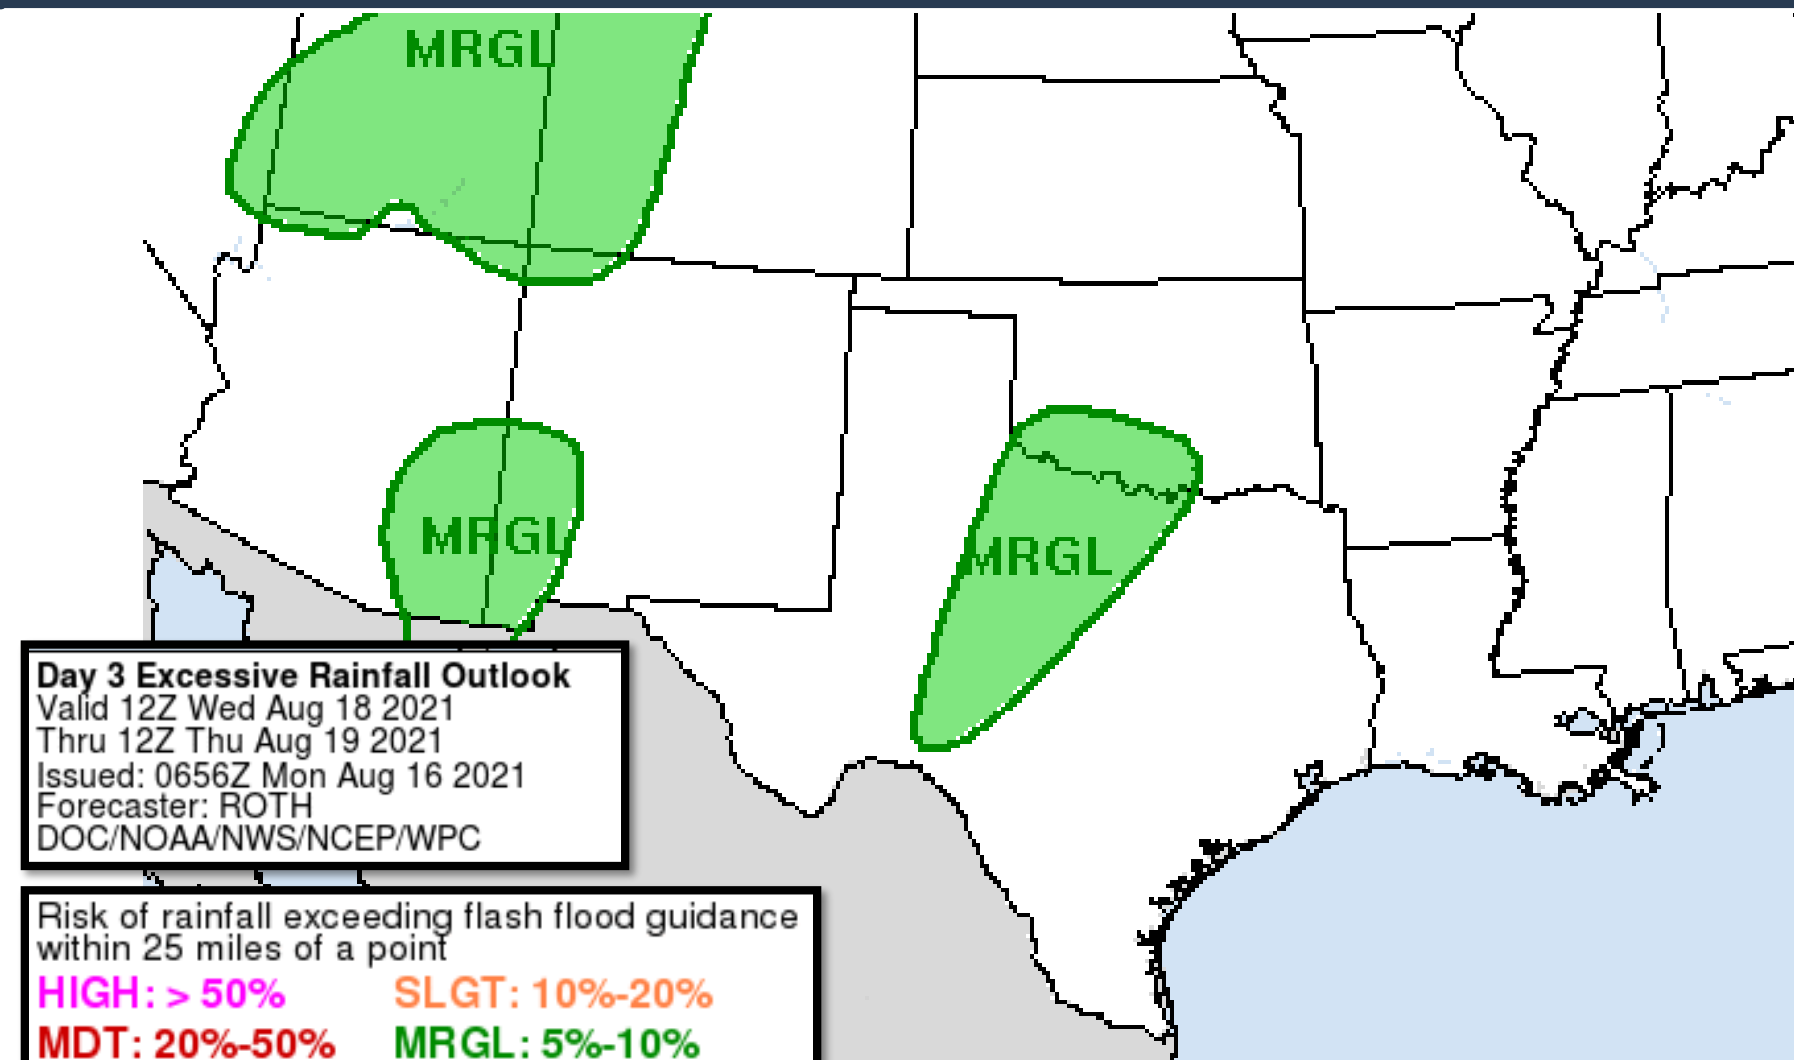 MRGL
MRGL
MRGL
Day 3 Excessive Rainfall Outlook
Valid 12Z Wed Aug 18 2021
Thru 12Z Thu Aug 19 2021
Issued: 0656Z Mon Aug 16 2021
Forecaster: ROTH
DOC/NOAA/NWS/NCEP/WPC
Risk of rainfall exceeding flash flood guidance
within 25 miles of a point
HIGH: > 50% SLGT: 10%-20%
MDT: 20%-50% MRGL: 5%-10%